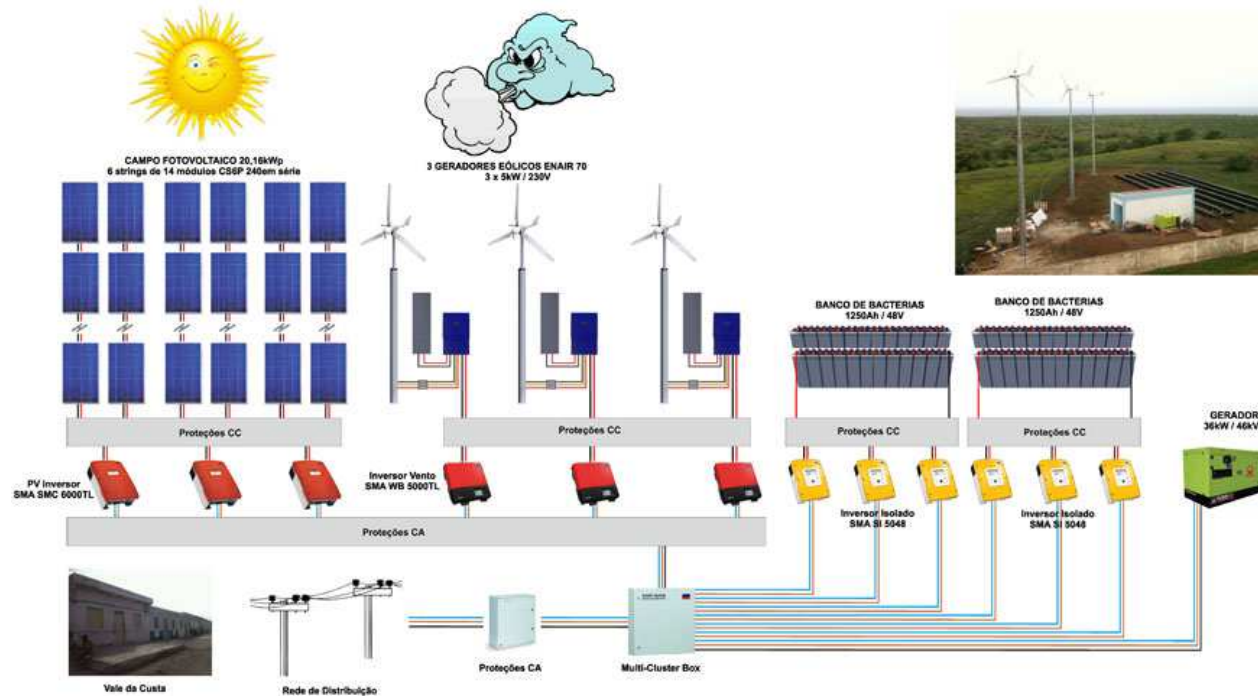 CAMPO FOTOVOLTAICO 20,16kWp
6 strings de 14 módulos CS6P 240em série
3 GERADORES EÓLICOS ENAIR 70
3 x 5kW / 230V
BANCO DE BACTERIAS
1250Ah / 48V
BANCO DE BACTERIAS
1250Ah / 48V
GERADOR
36kW / 46kV
Proteções CC
Proteções CC
Proteções CC
Proteções CC
PV Inversor
SMA SMC 6000TL
Inversor Vento
SMA WB 5000TL
Inversor Isolado
SMA SI 5048
Inversor Isolado
SMA SI 5048
Proteções CA
Vale da Custa
Rede de Distribuição
Proteções CA
Multi-Cluster Box